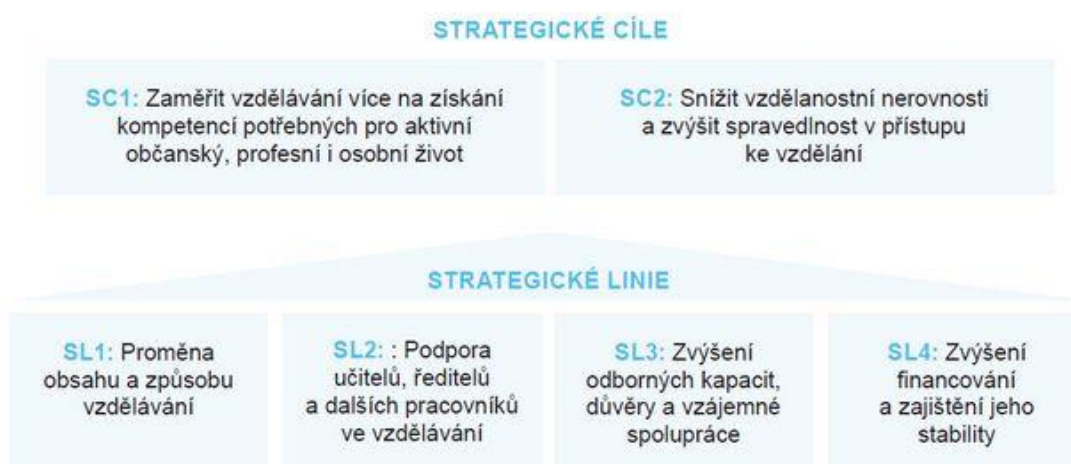 STRATEGICKÉ CÍLE
SC1: Zaměřit vzdělávání více na získání
kompetencí potřebných pro aktivní
občanský, profesní i osobní život
SC2: Snížit vzdělanostní nerovnosti
a zvýšit spravedlnost v přístupu
ke vzdělání
STRATEGICKÉ LINIE
SL1: Proměna
obsahu a způsobu
vzdělávání
SL2: : Podpora
učitelů, ředitelů
a dalších pracovníků
ve vzdělávání
SL3: Zvýšení
odborných kapacit,
důvěry a vzájemné
spolupráce
SL4: Zvýšení
financování
a zajištění jeho
stability